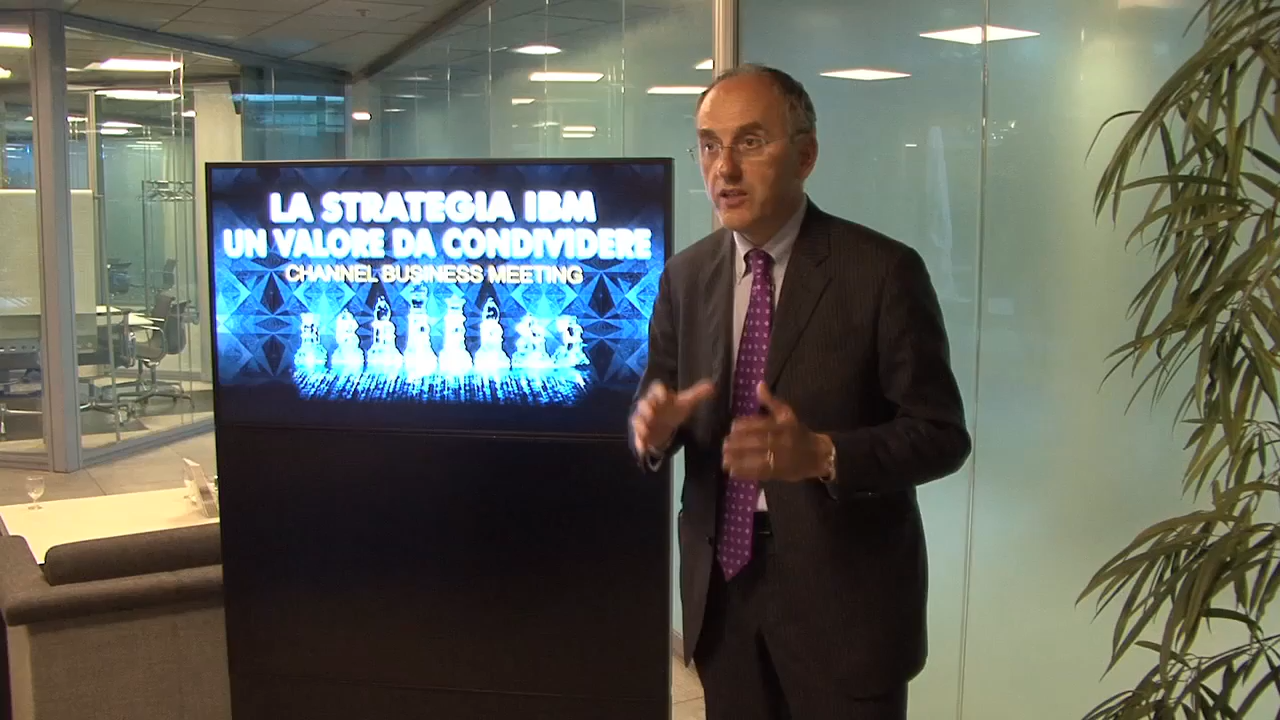 LA STRATEGIA IBM
UN VALORE DA CONDIVIDERE
CHANNEL BUSINESS MEETING